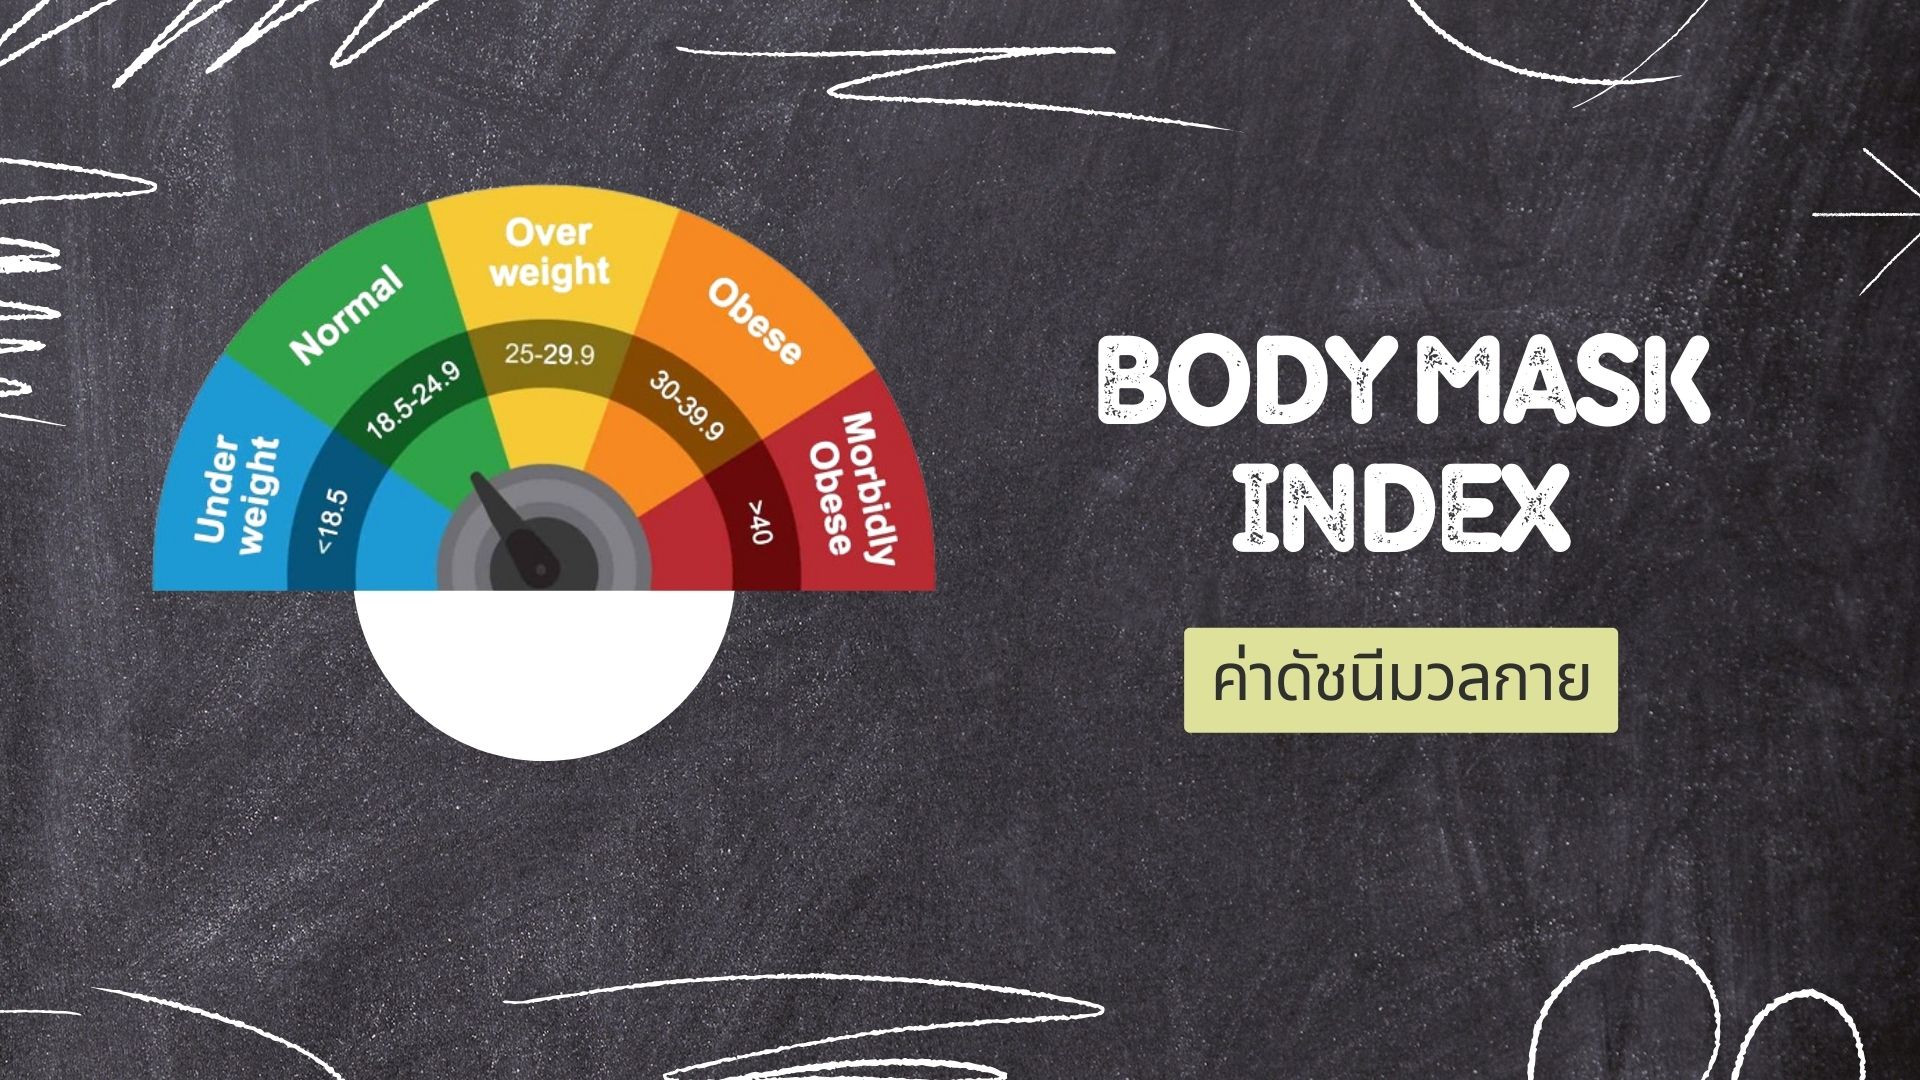 Under
weight
<18.5
Normal
18.5-24.9
Over
weight
25-29.9
Obese
30-39.9
Morbidly
Obese
>40
BODY MASK
INDEX
ค่าดัชนีมวลกาย